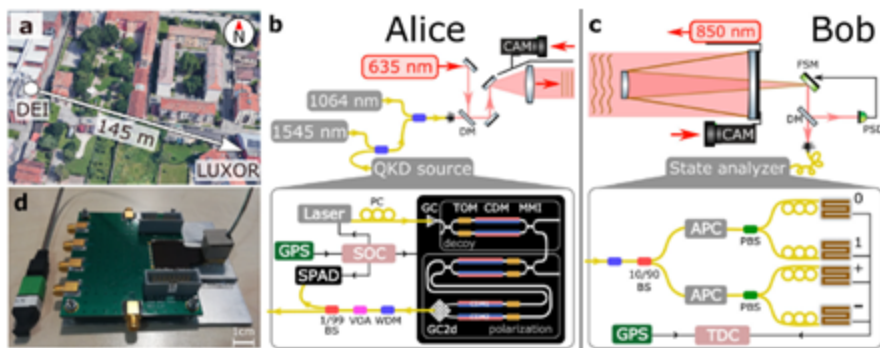 a
N
DEI
145 m
LUXOR
b
Alice
CAM
635 nm
1064 nm
1545 nm
DM
QKD source
PC
GC
TOM CDM MMI
Laser
decoy
GPS
SOC
SPAD
1/99
BS
VOA
WDM
GC2d
polarization
c
850 nm
Bob
FSM
DM
PSD
CAM
State analyzer
0
APC
PBS
1
10/90
BS
+
APC
PBS
−
GPS
TDC
d
1cm